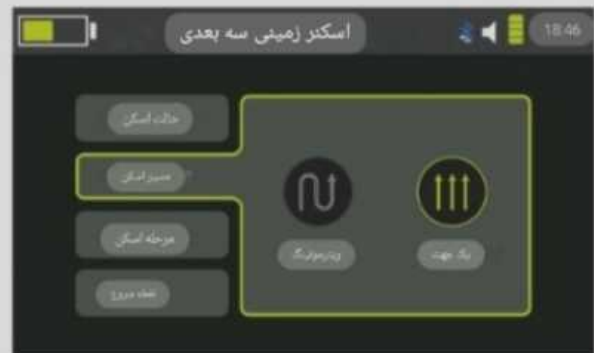 اسکنر زمینی سه بعدی
18:46
حالت اسکن
مسیر اسکن
مرحله اسکن
نقطه شروع
یک جهت